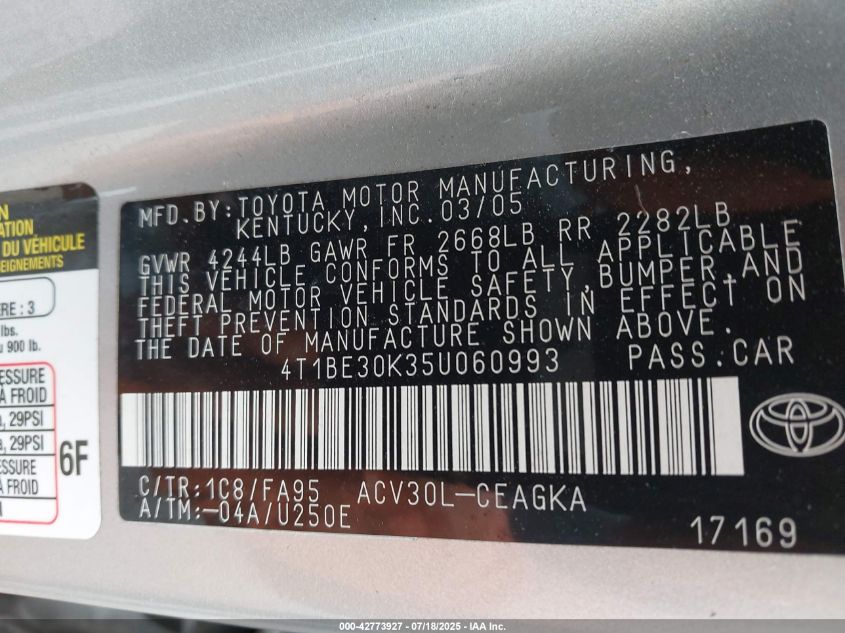 N
ATION
DU VÉHICULE
SEIGNEMENTS
ÈRE : 3
lbs.
u 900 lb.
ESSURE
À FROID
a, 29PSI
a, 29PSI
ESSURE
À FROID
6F
MFD. BY: TOYOTA MOTOR MANUFACTURING,
KENTUCKY, INC. 03/05
GVWR 4244LB GAWR FR 2668LB RR 2282LB
THIS VEHICLE CONFORMS TO ALL APPLICABLE
FEDERAL MOTOR VEHICLE SAFETY, BUMPER, AND
THEFT PREVENTION STANDARDS IN EFFECT ON
THE DATE OF MANUFACTURE SHOWN ABOVE.
4T1BE30K35U060993 PASS. CAR
C/TR: 1C8/FA95 ACV30L-CEAGKA
A/TM: -04A/U250E
17169
000-42773927 - 07/18/2025 - IAA Inc.